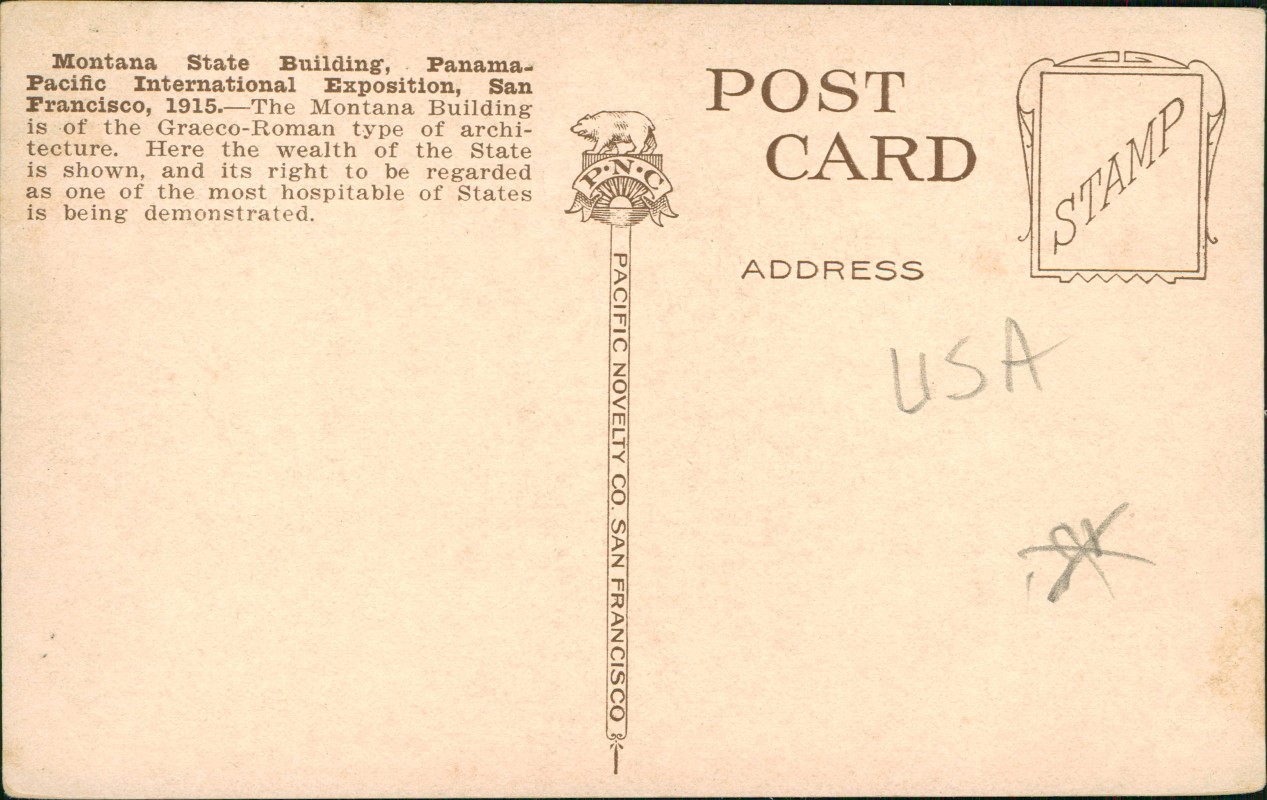 Montana State Building, Panama-
Pacific International Exposition, San
Francisco, 1915.—The Montana Building
is of the Graeco-Roman type of archi-
tecture. Here the wealth of the State
is shown, and its right to be regarded
as one of the most hospitable of States
is being demonstrated.
P·N·C
PACIFIC NOVELTY CO. SAN FRANCISCO
POST
CARD
STAMP
ADDRESS
USA